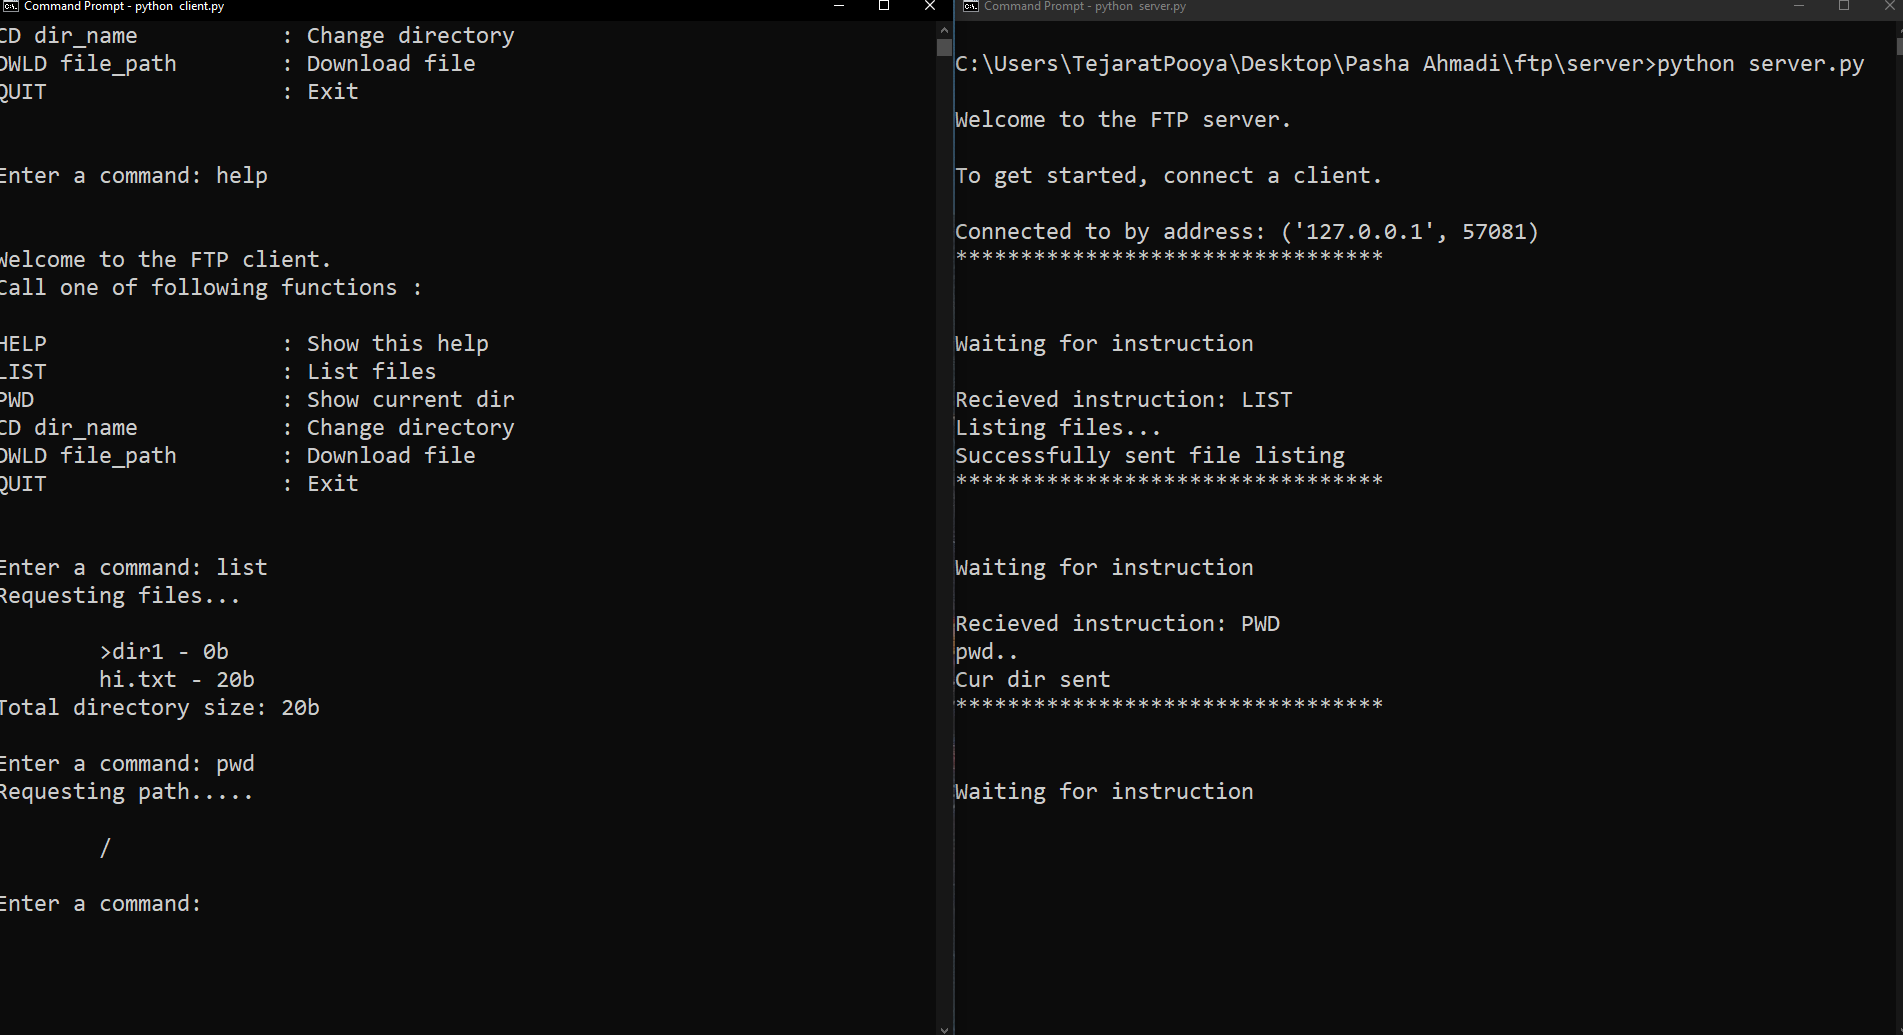 Command Prompt - python  client.py
CD dir_name : Change directory
DWLD file_path : Download file
QUIT : Exit
Enter a command: help
Welcome to the FTP client.
Call one of following functions :
HELP : Show this help
LIST : List files
PWD : Show current dir
CD dir_name : Change directory
DWLD file_path : Download file
QUIT : Exit
Enter a command: list
Requesting files...
>dir1 - 0b
hi.txt - 20b
Total directory size: 20b
Enter a command: pwd
Requesting path.....
/
Enter a command:
Command Prompt - python  server.py
C:\Users\TejaratPooya\Desktop\Pasha Ahmadi\ftp\server>python server.py
Welcome to the FTP server.
To get started, connect a client.
Connected to by address: ('127.0.0.1', 57081)
*********************************
Waiting for instruction
Recieved instruction: LIST
Listing files...
Successfully sent file listing
*********************************
Waiting for instruction
Recieved instruction: PWD
pwd..
Cur dir sent
*********************************
Waiting for instruction